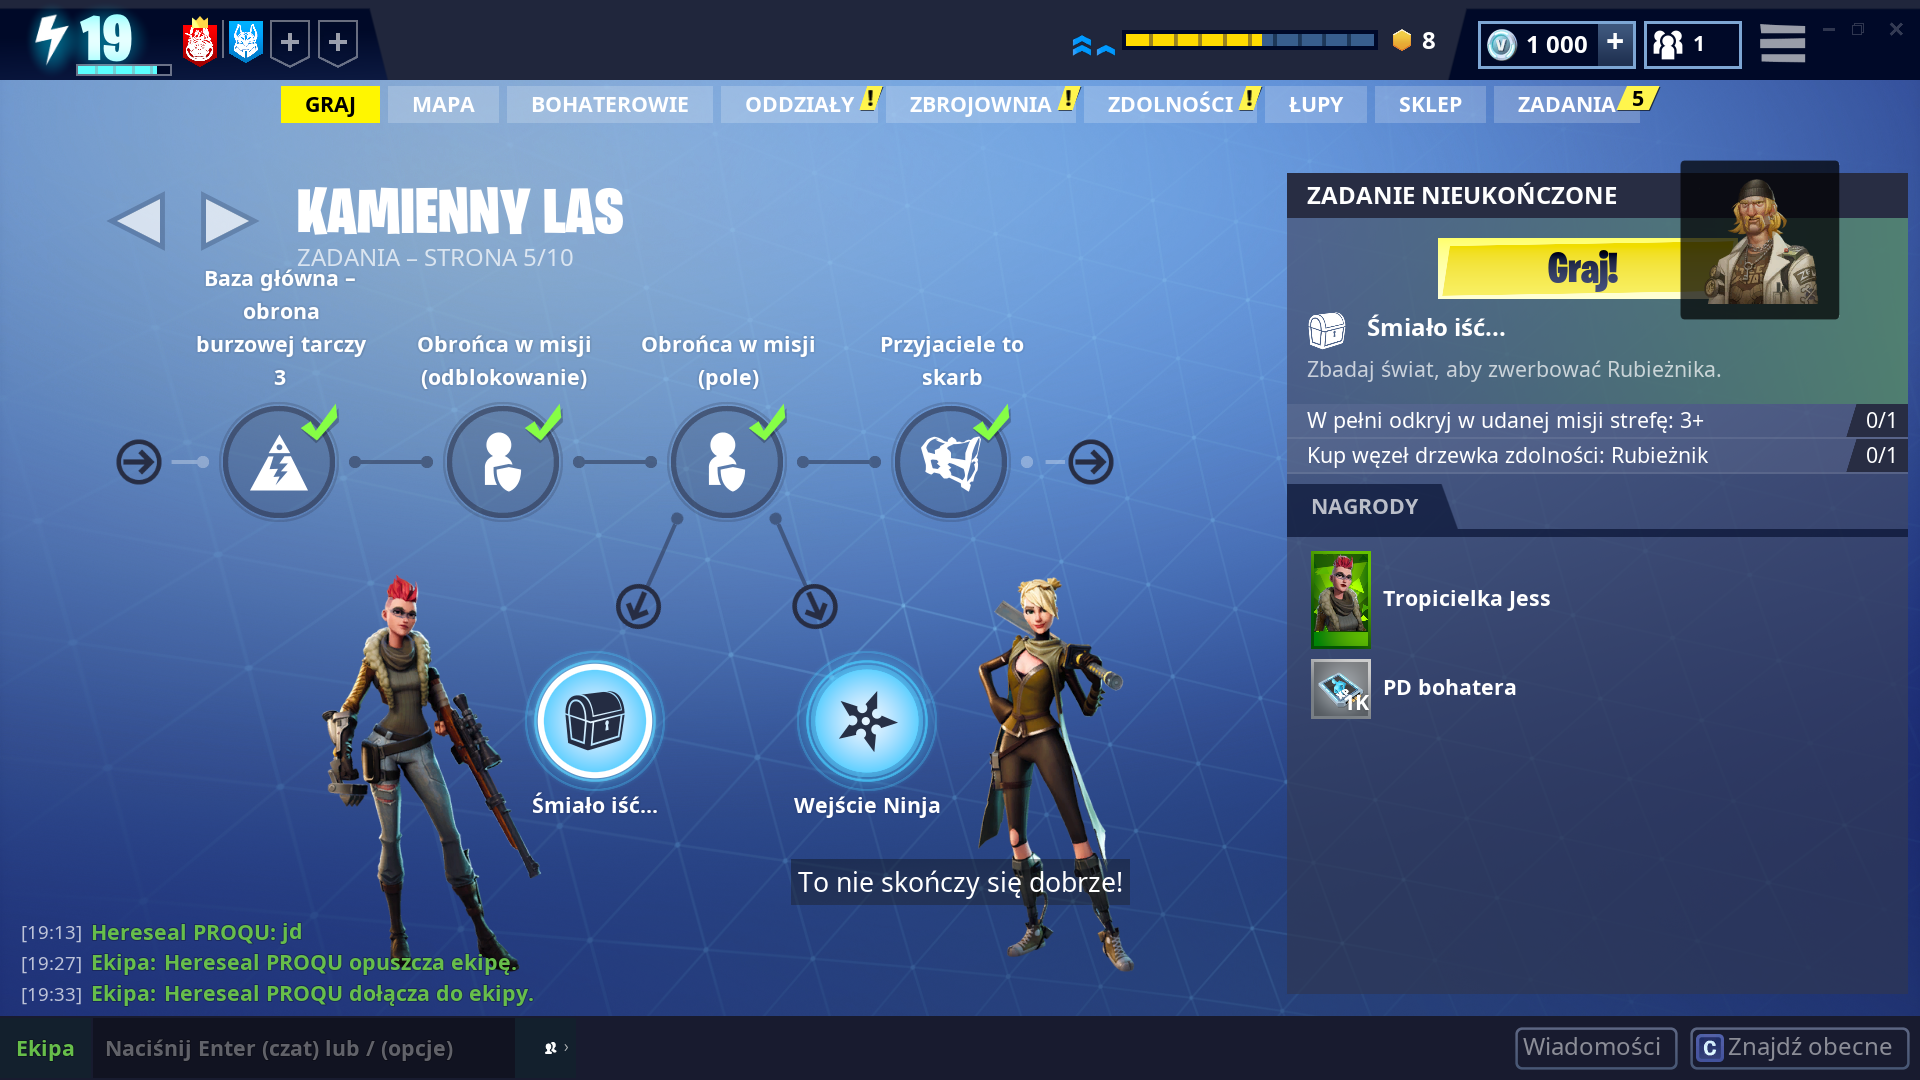 19
8
1 000 +
1
GRAJ
MAPA
BOHATEROWIE
ODDZIAŁY !
ZBROJOWNIA !
ZDOLNOŚCI !
ŁUPY
SKLEP
ZADANIA 5
KAMIENNY LAS
ZADANIA – STRONA 5/10
Baza główna –
obrona
burzowej tarczy
3
Obrońca w misji
(odblokowanie)
Obrońca w misji
(pole)
Przyjaciele to
skarb
Śmiało iść...
Wejście Ninja
To nie skończy się dobrze!
ZADANIE NIEUKOŃCZONE
Graj!
Śmiało iść...
Zbadaj świat, aby zwerbować Rubieżnika.
W pełni odkryj w udanej misji strefę: 3+ 0/1
Kup węzeł drzewka zdolności: Rubieżnik 0/1
NAGRODY
Tropicielka Jess
1K
PD bohatera
[19:13] Hereseal PROQU: jd
[19:27] Ekipa: Hereseal PROQU opuszcza ekipę.
[19:33] Ekipa: Hereseal PROQU dołącza do ekipy.
Ekipa
Naciśnij Enter (czat) lub / (opcje)
Wiadomości
C Znajdź obecne